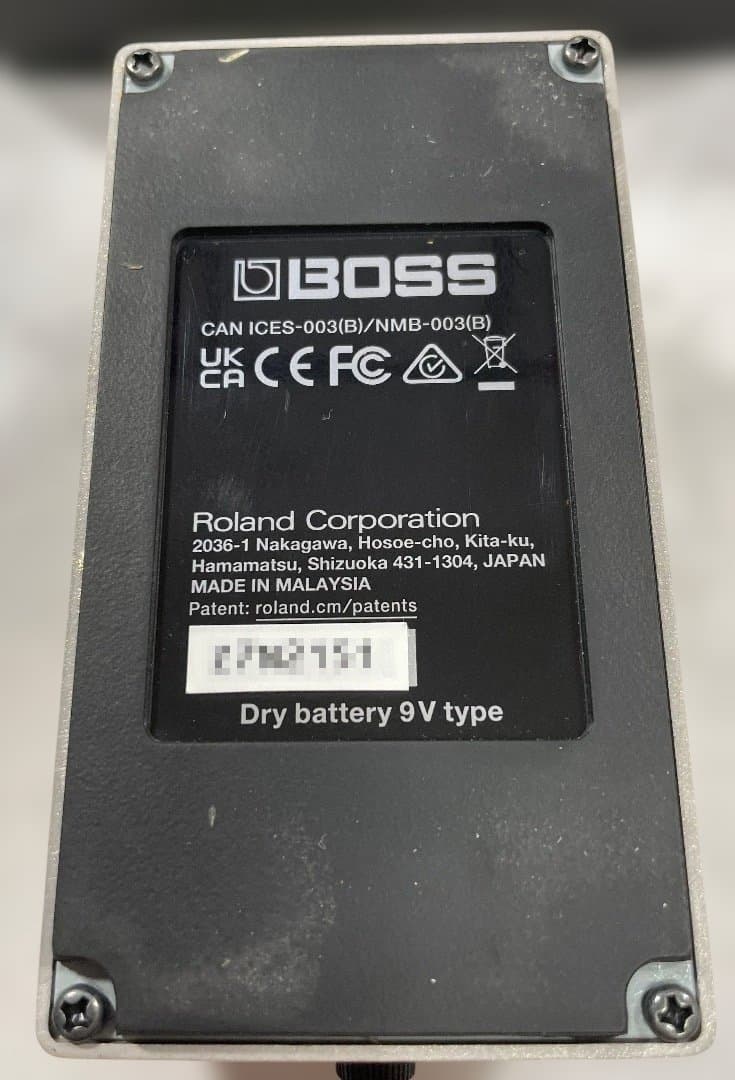 BOSS
CAN ICES-003(B)/NMB-003(B)
UK
CA CE FC
Roland Corporation
2036-1 Nakagawa, Hosoe-cho, Kita-ku,
Hamamatsu, Shizuoka 431-1304, JAPAN
MADE IN MALAYSIA
Patent: roland.cm/patents
Dry battery 9V type